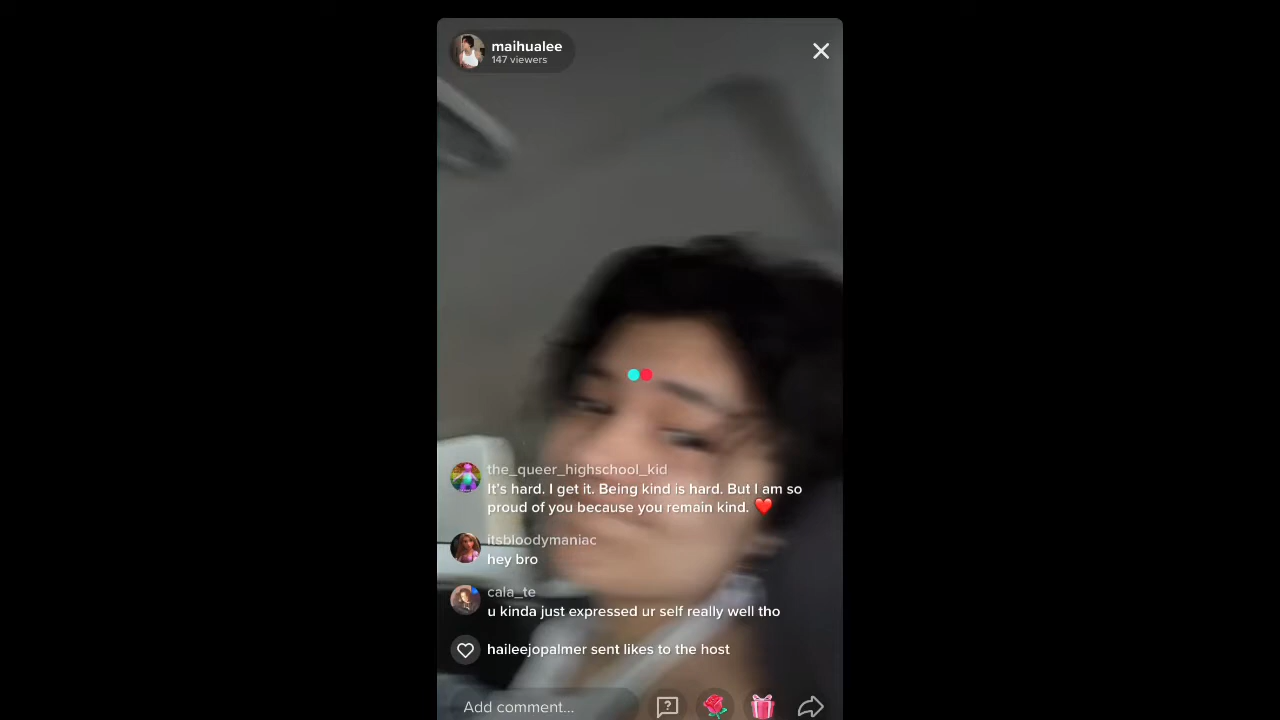 maihualee
147 viewers
the_queer_highschool_kid
It's hard. I get it. Being kind is hard. But I am so
proud of you because you remain kind. ❤️
itsbloodymaniac
hey bro
cala_te
u kinda just expressed ur self really well tho
haileejopalmer sent likes to the host
Add comment...